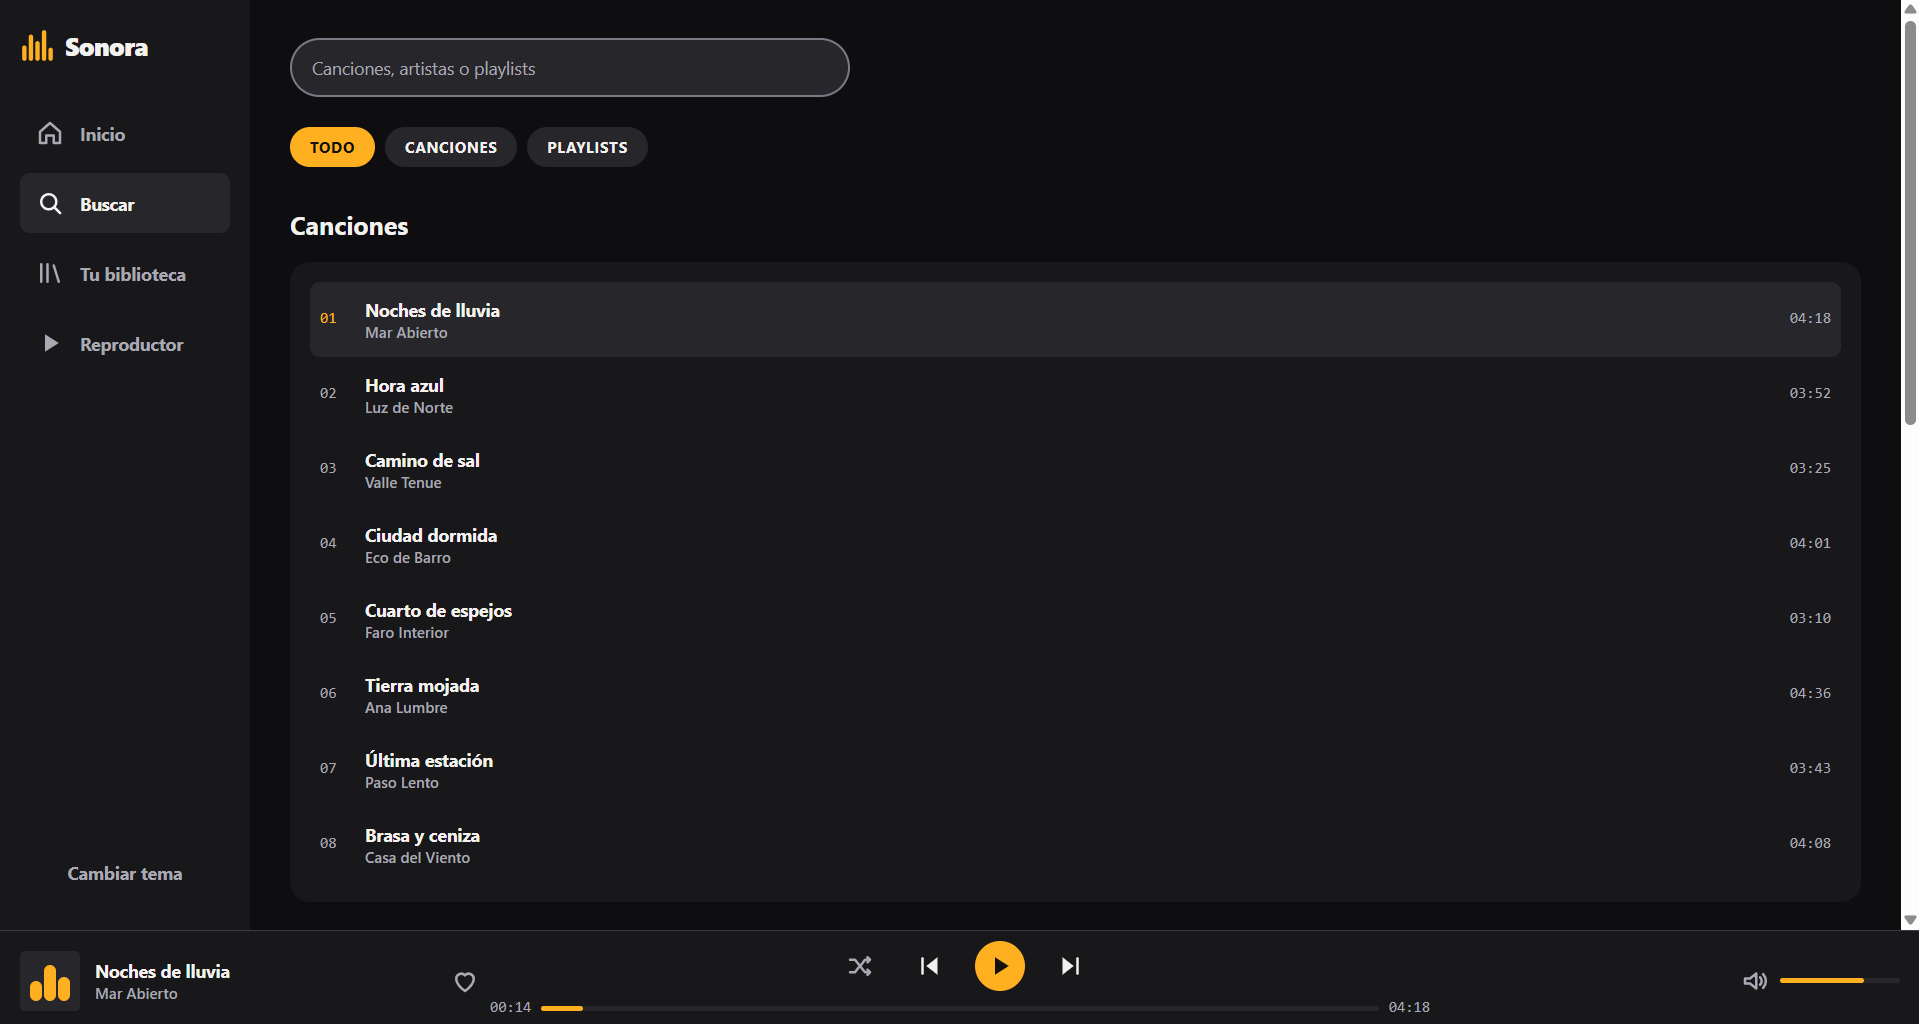 Sonora
Inicio
Buscar
Tu biblioteca
Reproductor
Cambiar tema
Canciones, artistas o playlists
TODO CANCIONES PLAYLISTS
Canciones
01 Noches de lluvia 04:18
Mar Abierto
02 Hora azul 03:52
Luz de Norte
03 Camino de sal 03:25
Valle Tenue
04 Ciudad dormida 04:01
Eco de Barro
05 Cuarto de espejos 03:10
Faro Interior
06 Tierra mojada 04:36
Ana Lumbre
07 Última estación 03:43
Paso Lento
08 Brasa y ceniza 04:08
Casa del Viento
Noches de lluvia
Mar Abierto
00:14 04:18